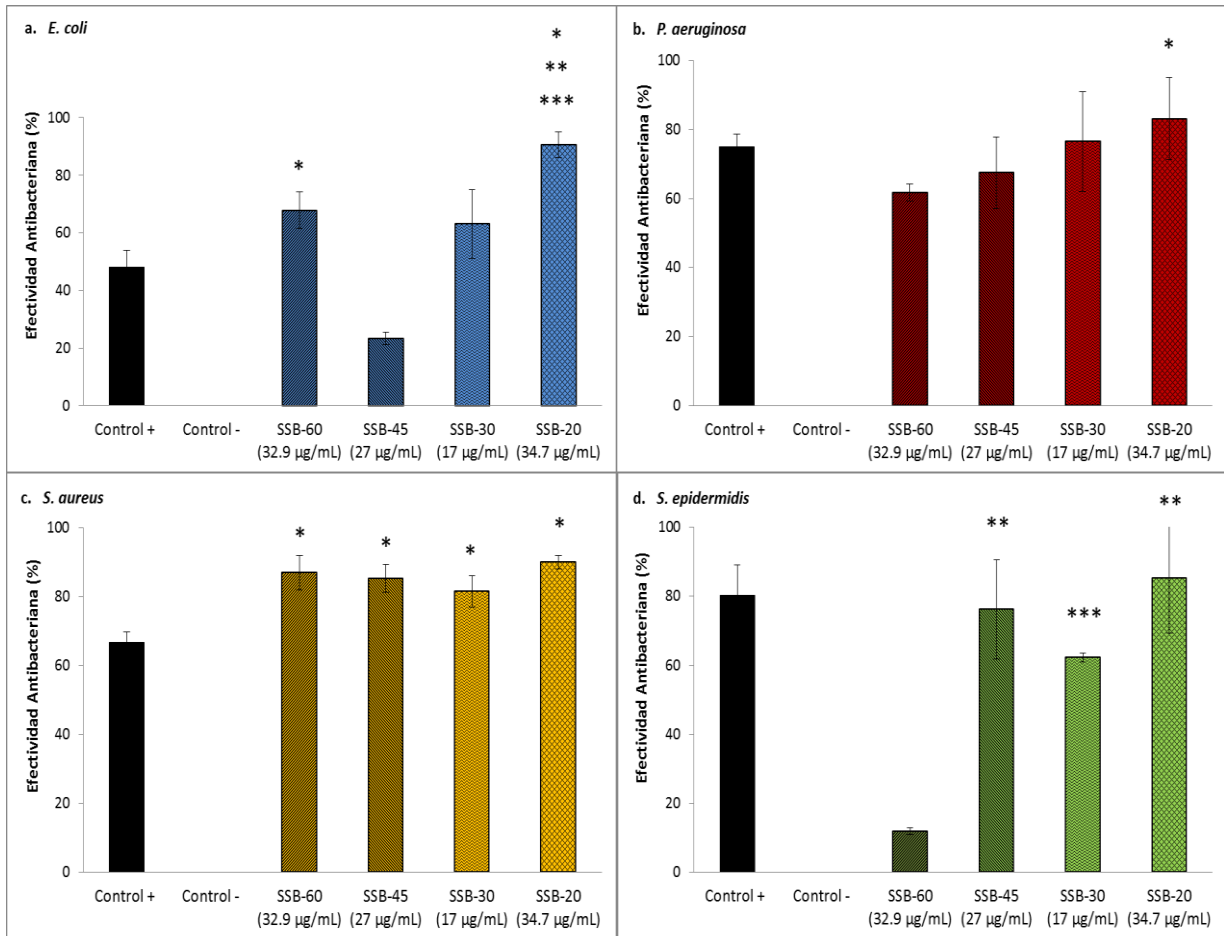 a. E. coli
*
**
***
*
Efectividad Antibacteriana (%)
100
80
60
40
20
0
Control +
Control -
SSB-60
(32.9 µg/mL)
SSB-45
(27 µg/mL)
SSB-30
(17 µg/mL)
SSB-20
(34.7 µg/mL)
b. P. aeruginosa
*
Efectividad Antibacteriana (%)
100
80
60
40
20
0
Control +
Control -
SSB-60
(32.9 µg/mL)
SSB-45
(27 µg/mL)
SSB-30
(17 µg/mL)
SSB-20
(34.7 µg/mL)
c. S. aureus
*
*
*
*
Efectividad Antibacteriana (%)
100
80
60
40
20
0
Control +
Control -
SSB-60
(32.9 µg/mL)
SSB-45
(27 µg/mL)
SSB-30
(17 µg/mL)
SSB-20
(34.7 µg/mL)
d. S. epidermidis
**
**
***
Efectividad Antibacteriana (%)
100
80
60
40
20
0
Control +
Control -
SSB-60
(32.9 µg/mL)
SSB-45
(27 µg/mL)
SSB-30
(17 µg/mL)
SSB-20
(34.7 µg/mL)